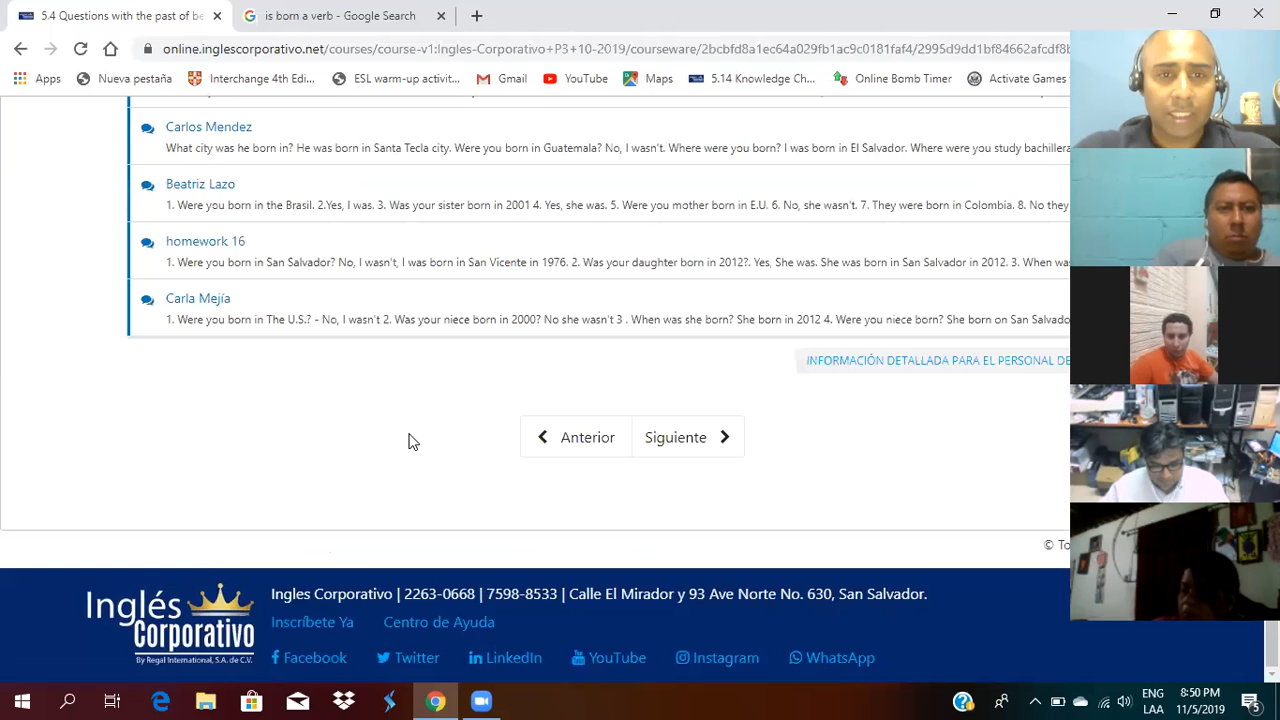 5.4 Questions with the past of be
is born a verb - Google Search
online.inglescorporativo.net/courses/course-v1:Ingles-Corporativo+P3+10-2019/courseware/2bcbfd8a1ec64a029fb1ac9c0181faf4/2995d9dd1bf84662afcdf8b
Apps Nueva pestaña Interchange 4th Edi... ESL warm-up activit... Gmail YouTube Maps 5.14 Knowledge Ch... Online Bomb Timer Activate Games
Carlos Mendez
What city was he born in? He was born in Santa Tecla city. Were you born in Guatemala? No, I wasn't. Where were you born? I was born in El Salvador. Where were you study bachillera
Beatriz Lazo
1. Were you born in the Brasil. 2.Yes, I was. 3. Was your sister born in 2001 4. Yes, she was. 5. Were you mother born in E.U. 6. No, she wasn't. 7. They were born in Colombia. 8. No they
homework 16
1. Were you born in San Salvador? No, I wasn't, I was born in San Vicente in 1976. 2. Was your daughter born in 2012?. Yes, She was. She was born in San Salvador in 2012. 3. When was
Carla Mejía
1. Were you born in The U.S.? - No, I wasn't 2. Was your niece born in 2000? No she wasn't 3 . When was she born? She born in 2012 4. Were you niece born? She born on San Salvado
INFORMACIÓN DETALLADA PARA EL PERSONAL DE
Anterior Siguiente
© To
Inglés Corporativo
By Regal International, S.A. de C.V.
Ingles Corporativo | 2263-0668 | 7598-8533 | Calle El Mirador y 93 Ave Norte No. 630, San Salvador.
Inscríbete Ya Centro de Ayuda
Facebook Twitter LinkedIn YouTube Instagram WhatsApp
ENG 8:50 PM
LAA 11/5/2019 5